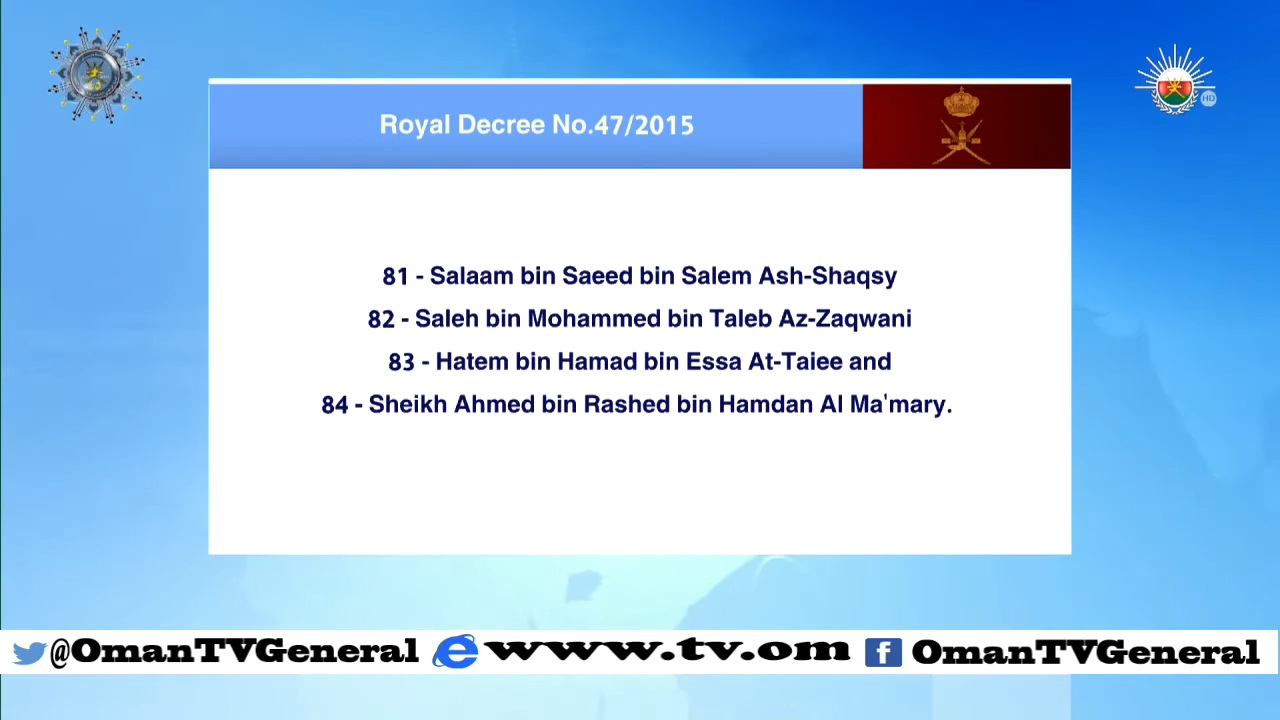 Royal Decree No.47/2015
81 - Salaam bin Saeed bin Salem Ash-Shaqsy
82 - Saleh bin Mohammed bin Taleb Az-Zaqwani
83 - Hatem bin Hamad bin Essa At-Taiee and
84 - Sheikh Ahmed bin Rashed bin Hamdan Al Ma'mary.
@OmanTVGeneral www.tv.om OmanTVGeneral
HD